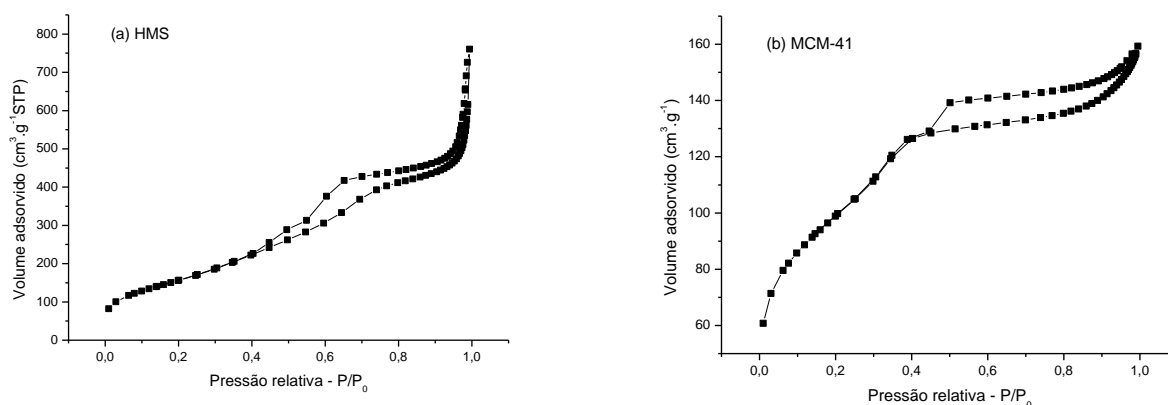 (a) HMS
800
700
600
500
400
300
200
100
0
0,0 0,2 0,4 0,6 0,8 1,0
Volume adsorvido (cm³.g⁻¹STP)
Pressão relativa - P/P₀
(b) MCM-41
160
140
120
100
80
60
0,0 0,2 0,4 0,6 0,8 1,0
Volume adsorvido (cm³.g⁻¹)
Pressão relativa - P/P₀